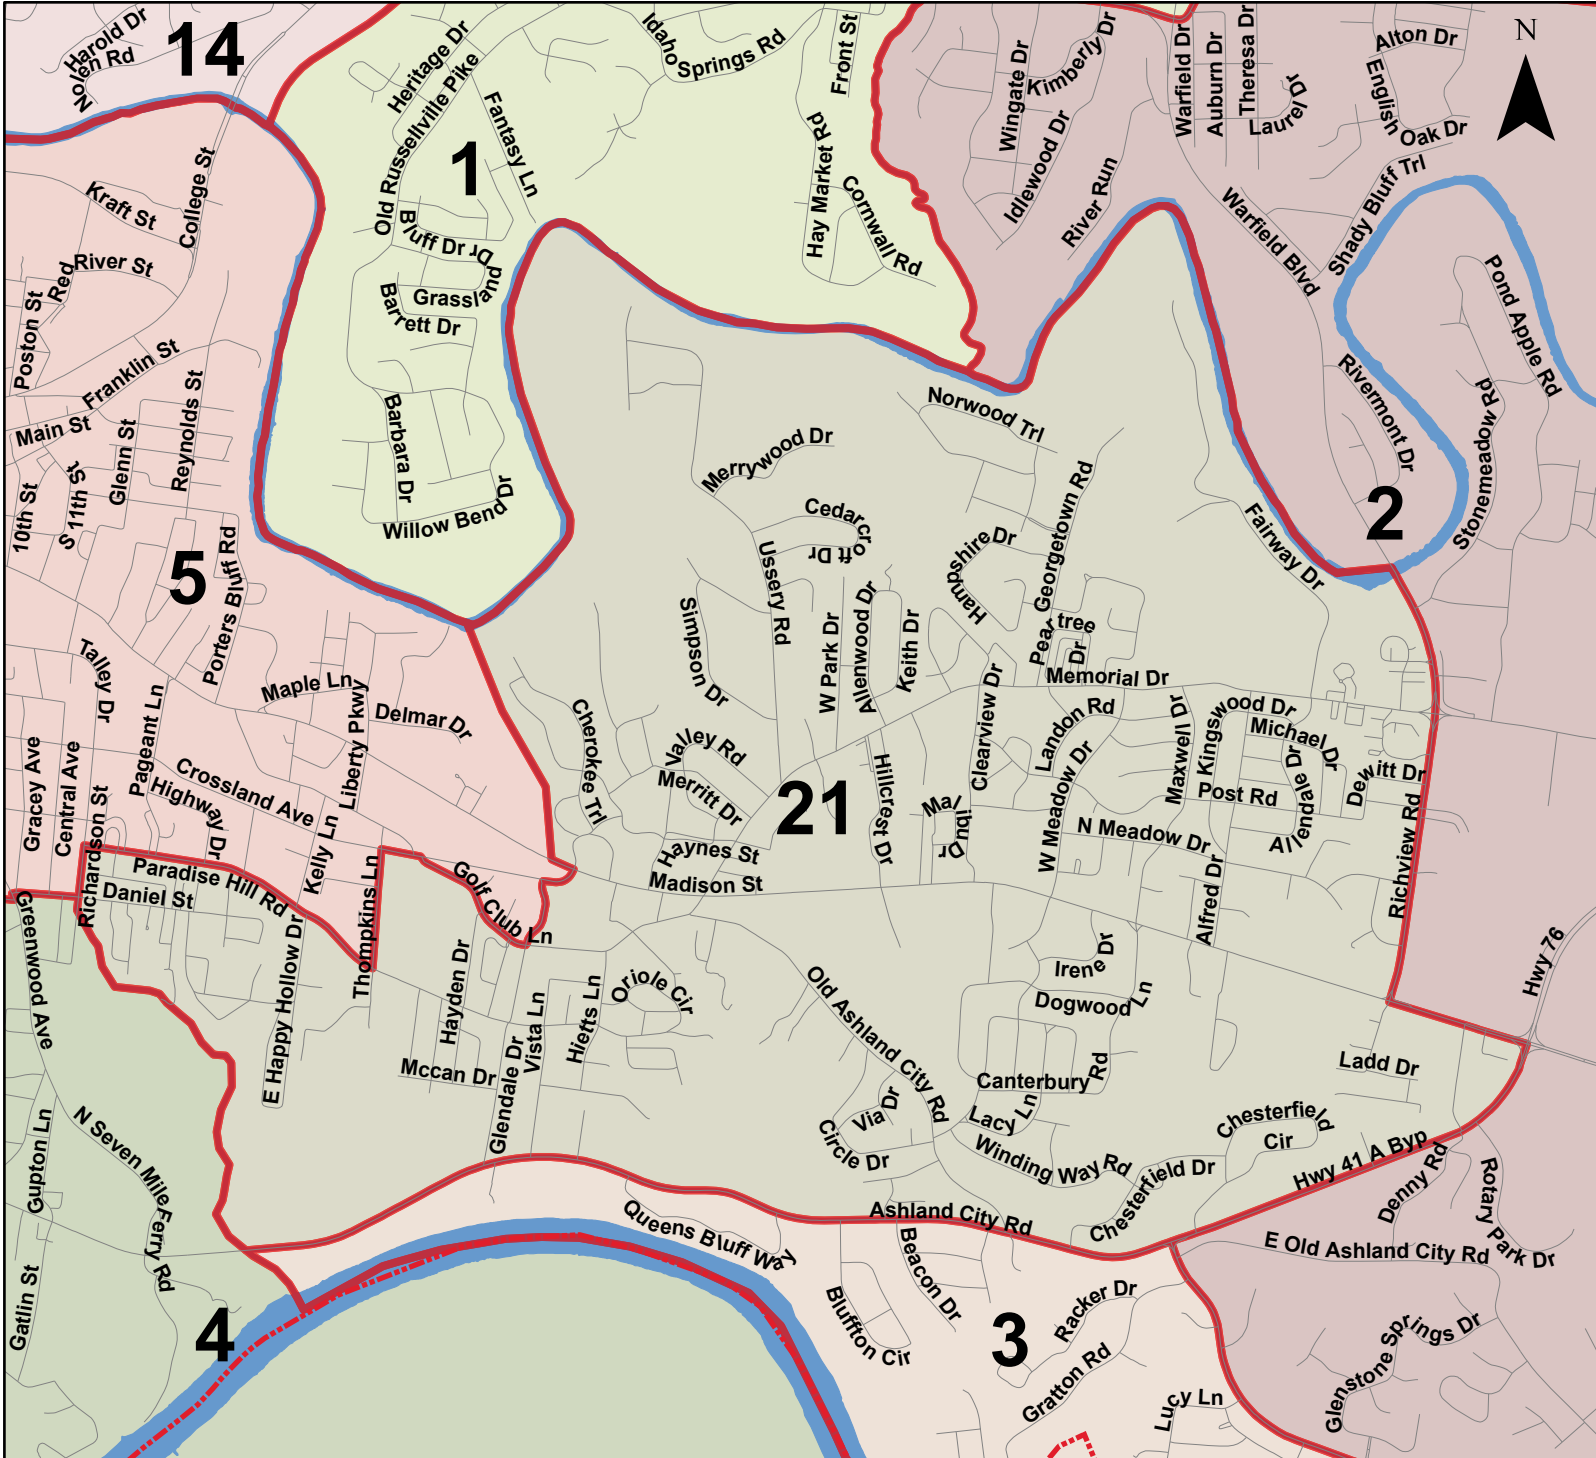 Harold Dr
14
Nolen Rd
Heritage Dr
Idaho Springs Rd
Front St
Wingate Dr
Kimberly Dr
Warfield Dr
Auburn Dr
Theresa Dr
Laurel Dr
Alton Dr
English Oak Dr
N
Old Russellville Pike
Fantasy Ln
1
Hay Market Rd
Cornwall Rd
Idlewood Dr
River Run
Warfield Blvd
Shady Bluff Trl
Kraft St
College St
Red River St
Bluff Dr
Grassland Dr
Barrett Dr
Pond Apple Rd
Poston St
Franklin St
Reynolds St
Main St
Glenn St
Barbara Dr
Willow Bend Dr
Norwood Trl
Rivermont Dr
Stonemeadow Rd
2
Merrywood Dr
10th St
S 11th St
5
Porters Bluff Rd
Cedarcroft Dr
Ussery Rd
Hampshire Dr
Georgetown Rd
Fairway Dr
Simpson Dr
W Park Dr
Allenwood Dr
Keith Dr
Peartree Dr
Memorial Dr
Talley Dr
Pageant Ln
Maple Ln
Liberty Pkwy
Delmar Dr
Cherokee Trl
Valley Rd
Merritt Dr
21
Hillcrest Dr
Clearview Dr
Landon Rd
W Meadow Dr
Maxwell Dr
Kingswood Dr
Michael Dr
Post Rd
Allendale Dr
Dewitt Dr
Richview Rd
Gracey Ave
Central Ave
Richardson St
Crossland Ave
Highway Dr
Kelly Ln
Malibu Dr
N Meadow Dr
Haynes St
Madison St
Paradise Hill Rd
Daniel St
Thompkins Ln
Golf Club Ln
Greenwood Ave
E Happy Hollow Dr
Hayden Dr
Vista Ln
Hietts Ln
Oriole Cir
Old Ashland City Rd
Irene Dr
Dogwood Ln
Alfred Dr
Hwy 76
Mccan Dr
Glendale Dr
Canterbury Rd
Ladd Dr
Via Dr
Circle Dr
Lacy Ln
Winding Way Rd
Chesterfield Dr
Chesterfield Cir
Hwy 41 A Byp
Gupton Ln
N Seven Mile Ferry Rd
Queens Bluff Way
Ashland City Rd
Denny Rd
Rotary Park Dr
E Old Ashland City Rd
Gatlin St
4
Beacon Dr
Bluffton Cir
3
Racker Dr
Gratton Rd
Lucy Ln
Glenstone Springs Dr